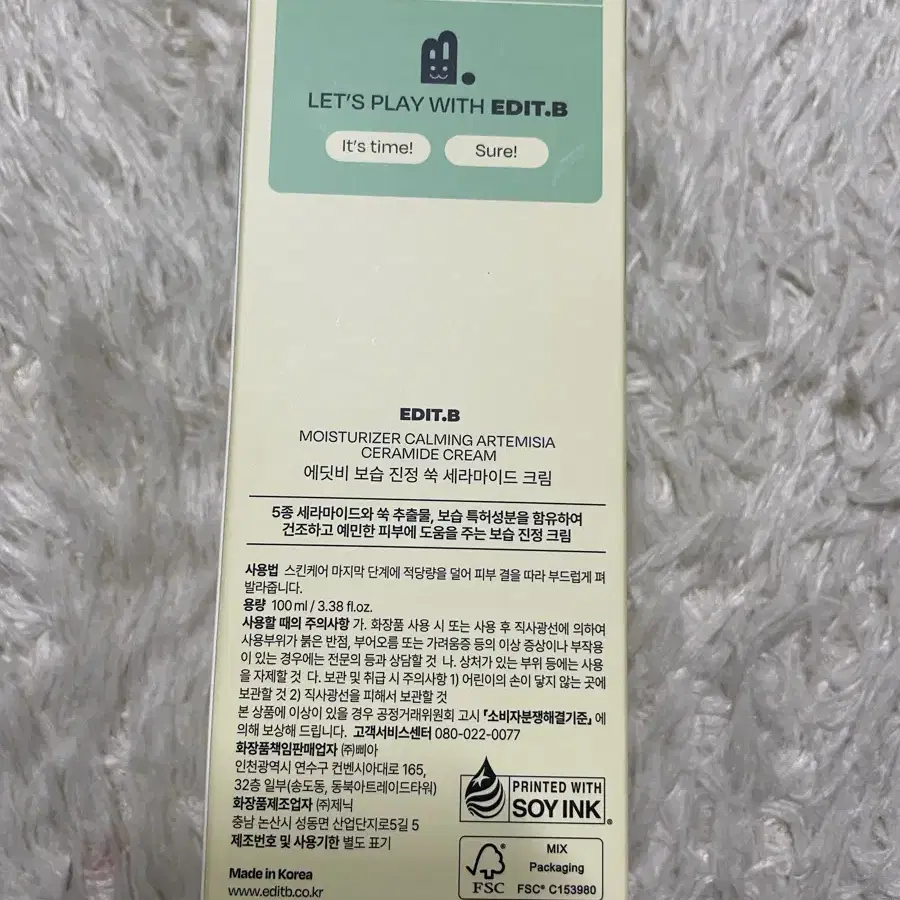 LET'S PLAY WITH EDIT.B
It's time!
Sure!
EDIT.B
MOISTURIZER CALMING ARTEMISIA
CERAMIDE CREAM
에딧비 보습 진정 쑥 세라마이드 크림
5종 세라마이드와 쑥 추출물, 보습 특허성분을 함유하여
건조하고 예민한 피부에 도움을 주는 보습 진정 크림
사용법 스킨케어 마지막 단계에 적당량을 덜어 피부 결을 따라 부드럽게 펴
발라줍니다.
용량 100 ml / 3.38 fl.oz.
사용할 때의 주의사항 가. 화장품 사용 시 또는 사용 후 직사광선에 의하여
사용부위가 붉은 반점, 부어오름 또는 가려움증 등의 이상 증상이나 부작용
이 있는 경우에는 전문의 등과 상담할 것 나. 상처가 있는 부위 등에는 사용
을 자제할 것 다. 보관 및 취급 시 주의사항 1) 어린이의 손이 닿지 않는 곳에
보관할 것 2) 직사광선을 피해서 보관할 것
본 상품에 이상이 있을 경우 공정거래위원회 고시 「소비자분쟁해결기준」에
의해 보상해 드립니다. 고객서비스센터 080-022-0077
화장품책임판매업자 ㈜삐아
인천광역시 연수구 컨벤시아대로 165,
32층 일부(송도동, 동북아트레이드타워)
화장품제조업자 ㈜제닉
충남 논산시 성동면 산업단지로5길 5
제조번호 및 사용기한 별도 표기
Made in Korea
www.editb.co.kr
PRINTED WITH
SOY INK®
FSC
MIX
Packaging
FSC® C153980